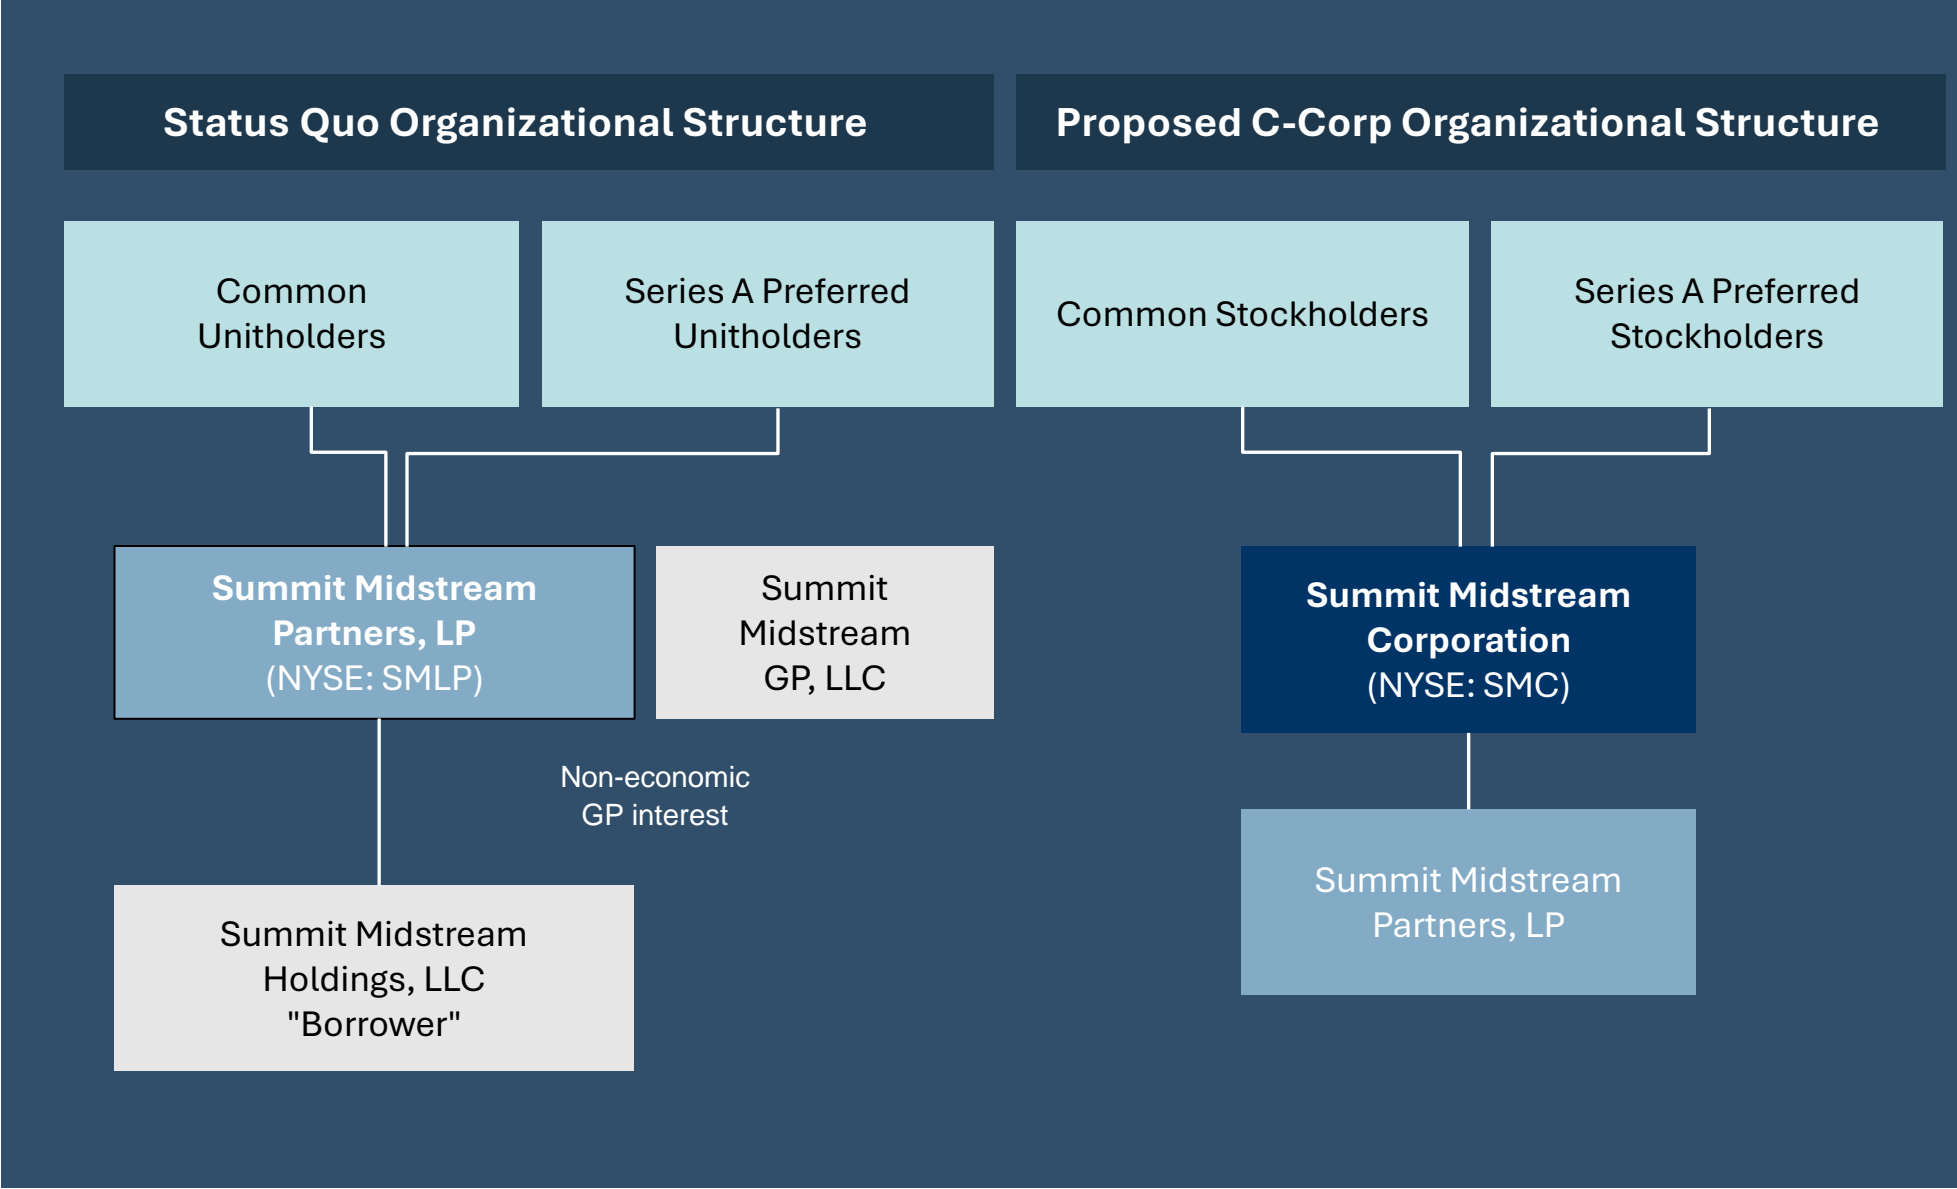 Status Quo Organizational Structure
Proposed C-Corp Organizational Structure
Common
Unitholders
Series A Preferred
Unitholders
Common Stockholders
Series A Preferred
Stockholders
Summit Midstream
Partners, LP
(NYSE: SMLP)
Summit
Midstream
GP, LLC
Summit Midstream
Corporation
(NYSE: SMC)
Non-economic
GP interest
Summit Midstream
Partners, LP
Summit Midstream
Holdings, LLC
"Borrower"